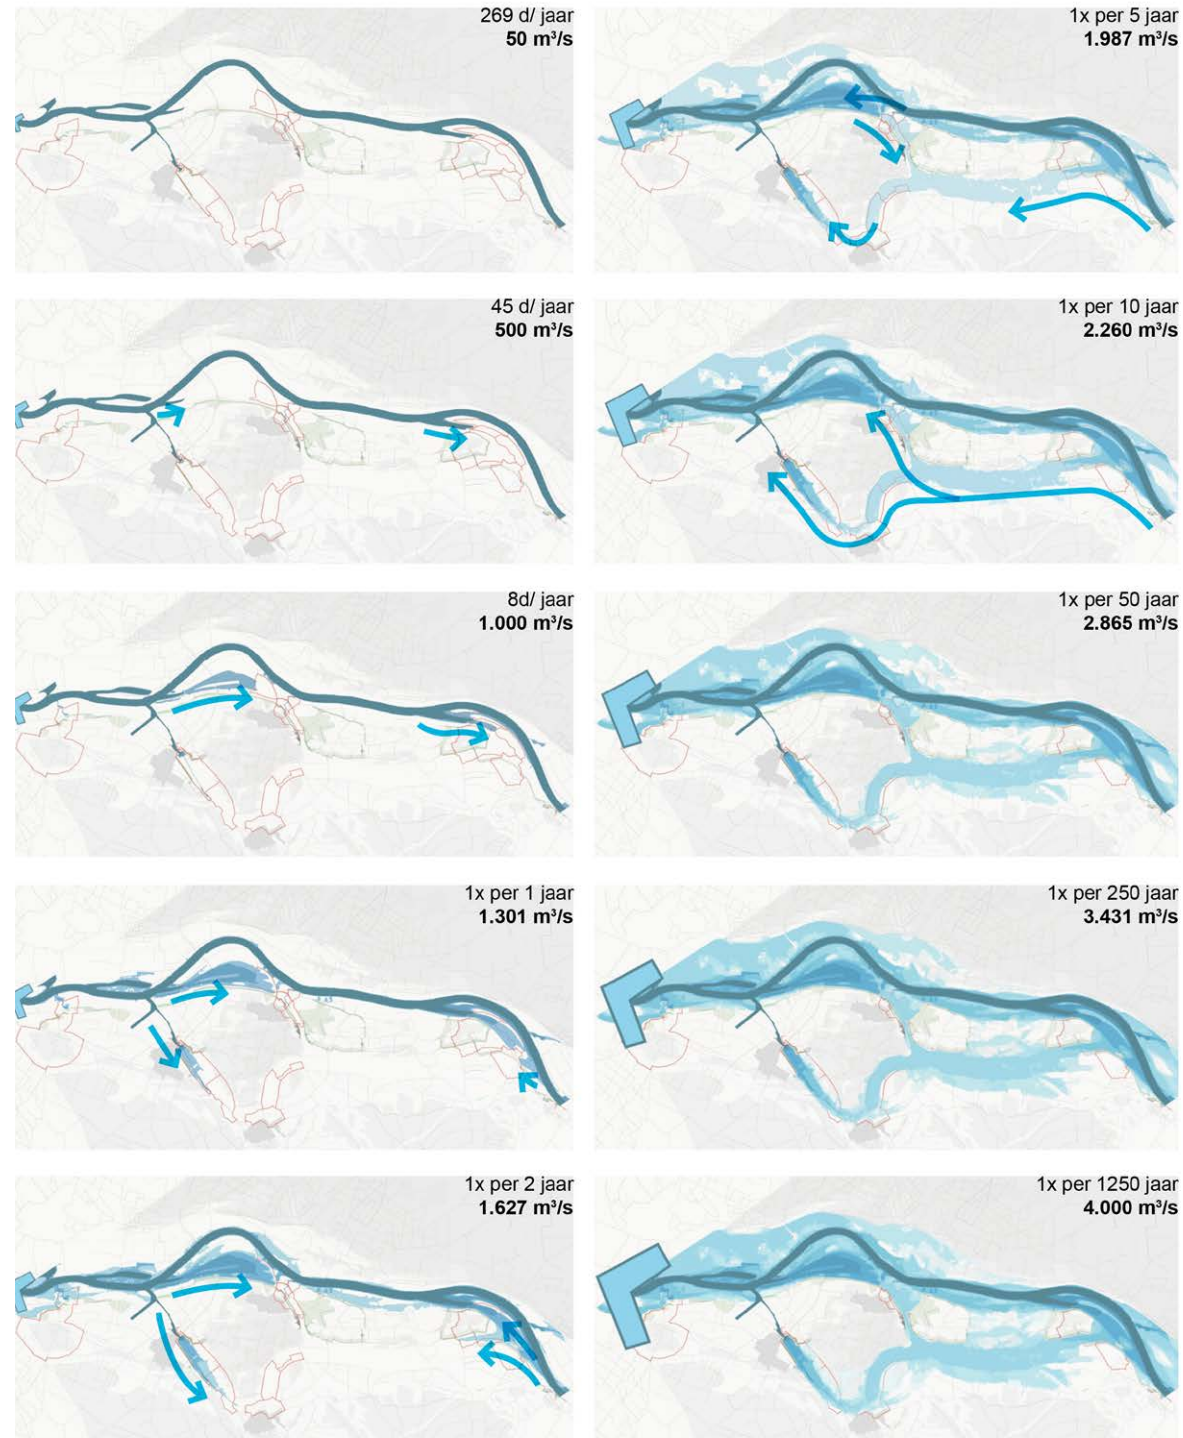 269 d/ jaar
50 m³/s
45 d/ jaar
500 m³/s
8d/ jaar
1.000 m³/s
1x per 1 jaar
1.301 m³/s
1x per 2 jaar
1.627 m³/s
1x per 5 jaar
1.987 m³/s
1x per 10 jaar
2.260 m³/s
1x per 50 jaar
2.865 m³/s
1x per 250 jaar
3.431 m³/s
1x per 1250 jaar
4.000 m³/s